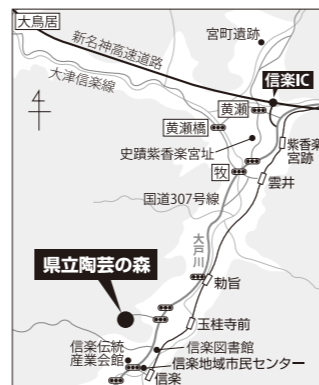 大鳥居
新名神高速道路
大津信楽線
宮町遺跡
信楽IC
黄瀬
黄瀬橋
史蹟紫香楽宮址
紫香楽
宮跡
牧
雲井
国道307号線
大戸川
県立陶芸の森
勅旨
玉桂寺前
信楽伝統
産業会館
信楽図書館
信楽地域市民センター
信楽